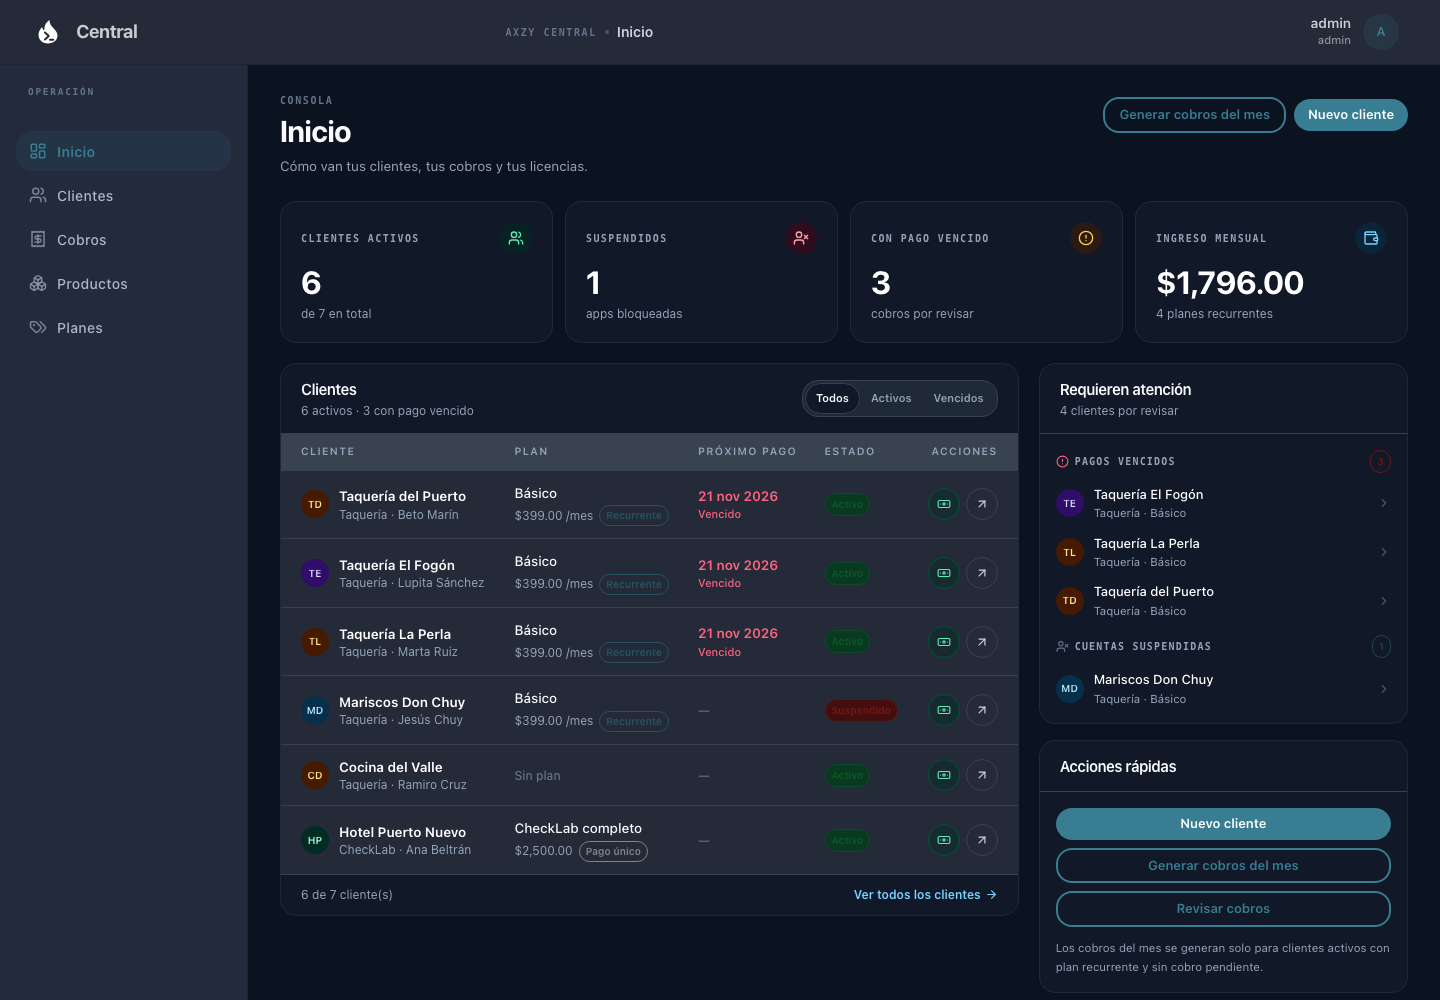 Central
AXZY CENTRAL • Inicio
admin
admin
A
OPERACIÓN
Inicio
Clientes
Cobros
Productos
Planes
CONSOLA
Inicio
Cómo van tus clientes, tus cobros y tus licencias.
Generar cobros del mes
Nuevo cliente
CLIENTES ACTIVOS
6
de 7 en total
SUSPENDIDOS
1
apps bloqueadas
CON PAGO VENCIDO
3
cobros por revisar
INGRESO MENSUAL
$1,796.00
4 planes recurrentes
Clientes
6 activos · 3 con pago vencido
Todos Activos Vencidos
CLIENTE PLAN PRÓXIMO PAGO ESTADO ACCIONES
TD Taquería del Puerto Básico 21 nov 2026 Activo
Taquería · Beto Marín $399.00 /mes Recurrente Vencido
TE Taquería El Fogón Básico 21 nov 2026 Activo
Taquería · Lupita Sánchez $399.00 /mes Recurrente Vencido
TL Taquería La Perla Básico 21 nov 2026 Activo
Taquería · Marta Ruiz $399.00 /mes Recurrente Vencido
MD Mariscos Don Chuy Básico — Suspendido
Taquería · Jesús Chuy $399.00 /mes Recurrente
CD Cocina del Valle Sin plan — Activo
Taquería · Ramiro Cruz
HP Hotel Puerto Nuevo CheckLab completo — Activo
CheckLab · Ana Beltrán $2,500.00 Pago único
6 de 7 cliente(s)
Ver todos los clientes →
Requieren atención
4 clientes por revisar
PAGOS VENCIDOS 3
TE Taquería El Fogón
Taquería · Básico
TL Taquería La Perla
Taquería · Básico
TD Taquería del Puerto
Taquería · Básico
CUENTAS SUSPENDIDAS 1
MD Mariscos Don Chuy
Taquería · Básico
Acciones rápidas
Nuevo cliente
Generar cobros del mes
Revisar cobros
Los cobros del mes se generan solo para clientes activos con
plan recurrente y sin cobro pendiente.